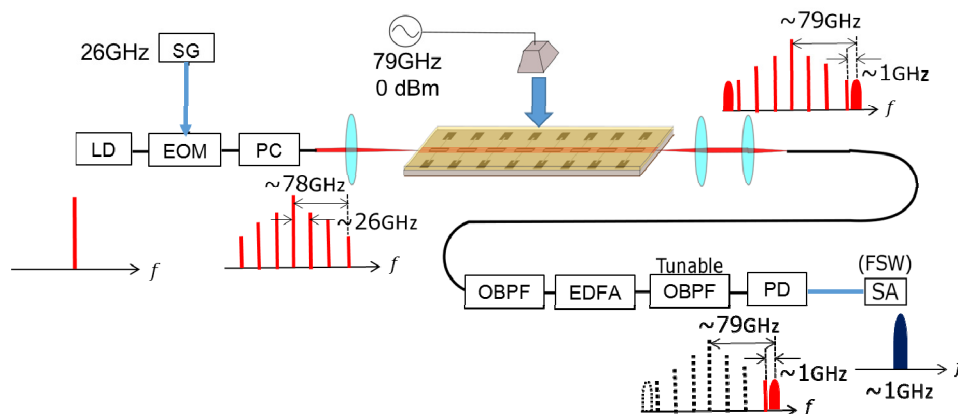 26GHz
SG
79GHz
0 dBm
~79GHz
~1GHz
f
LD
EOM
PC
~78GHz
~26GHz
f
f
OBPF
EDFA
Tunable
OBPF
PD
(FSW)
SA
~79GHz
~1GHz
f
f
~1GHz